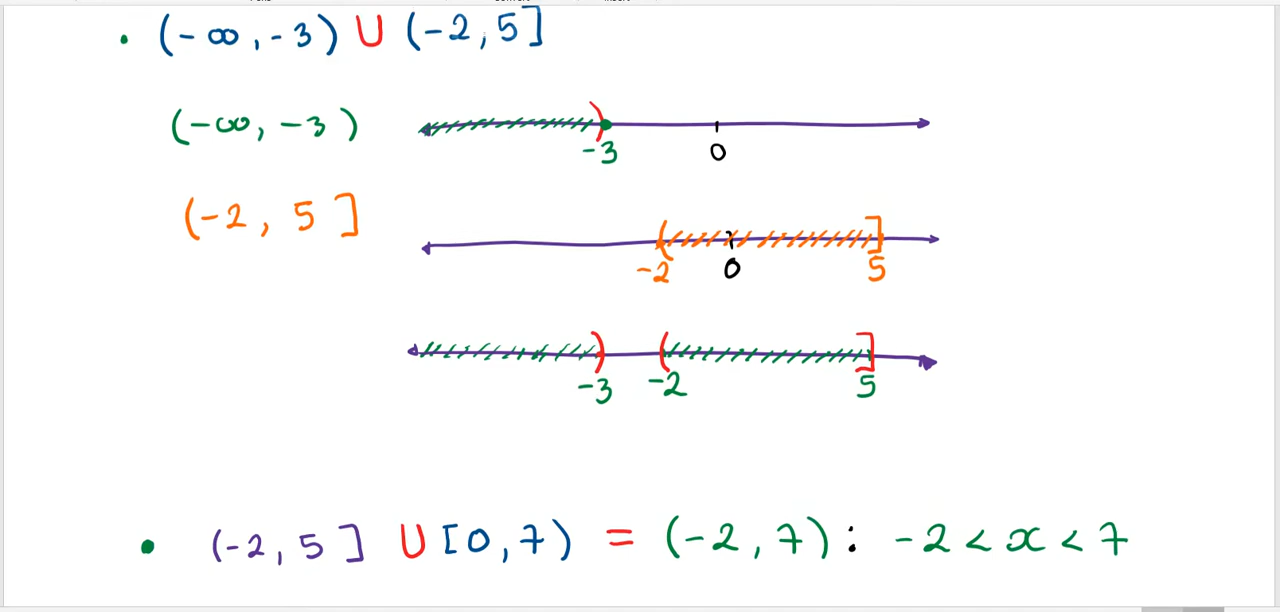 • (-∞, -3) ∪ (-2, 5]
(-∞, -3)
-3 0
(-2, 5]
-2 0 5
-3 -2 5
• (-2, 5] ∪ [0, 7) = (-2, 7) : -2 < x < 7